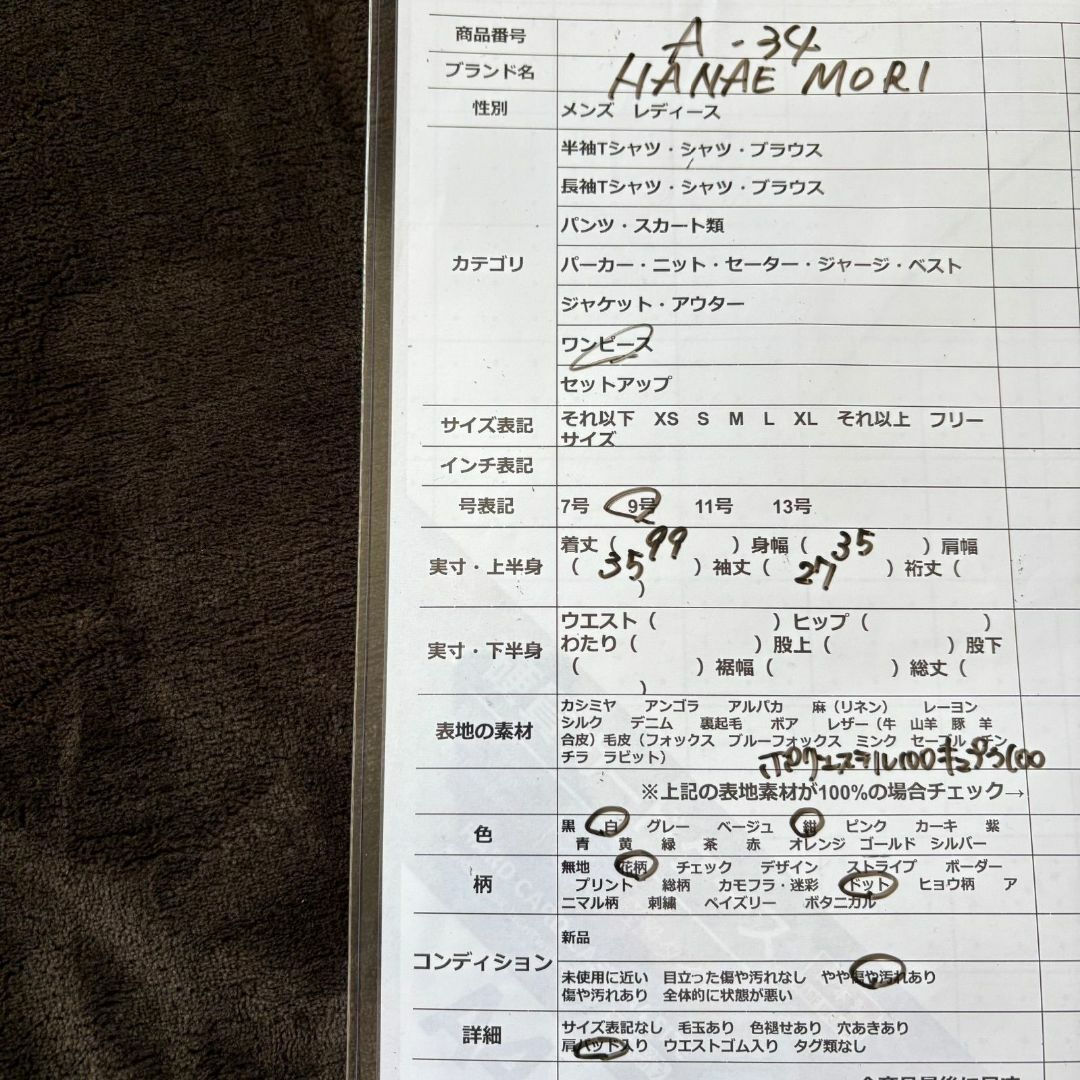 商品番号 A-34
ブランド名 HANAE MORI
性別 メンズ レディース
カテゴリ
半袖Tシャツ・シャツ・ブラウス
長袖Tシャツ・シャツ・ブラウス
パンツ・スカート類
パーカー・ニット・セーター・ジャージ・ベスト
ジャケット・アウター
ワンピース
セットアップ
サイズ表記 それ以下 XS S M L XL それ以上 フリー
サイズ
インチ表記
号表記 7号 9号 11号 13号
実寸・上半身
着丈（ 99 ）身幅（ 35 ）肩幅
（ 35 ）袖丈（ 27 ）裄丈（
）
実寸・下半身
ウエスト（ ）ヒップ（ ）
わたり（ ）股上（ ）股下
（ ）裾幅（ ）総丈（
）
表地の素材
カシミヤ アンゴラ アルパカ 麻（リネン） レーヨン
シルク デニム 裏起毛 ボア レザー（牛 山羊 豚 羊
合皮）毛皮（フォックス ブルーフォックス ミンク セーブル チン
チラ ラビット） ポリエステル100 キュプラ100
※上記の表地素材が100%の場合チェック→
色
黒 白 グレー ベージュ 紺 ピンク カーキ 紫
青 黄 緑 茶 赤 オレンジ ゴールド シルバー
柄
無地 花柄 チェック デザイン ストライプ ボーダー
プリント 総柄 カモフラ・迷彩 ドット ヒョウ柄 ア
ニマル柄 刺繍 ペイズリー ボタニカル
コンディション
新品
未使用に近い 目立った傷や汚れなし やや傷や汚れあり
傷や汚れあり 全体的に状態が悪い
詳細
サイズ表記なし 毛玉あり 色褪せあり 穴あきあり
肩パット入り ウエストゴム入り タグ類なし